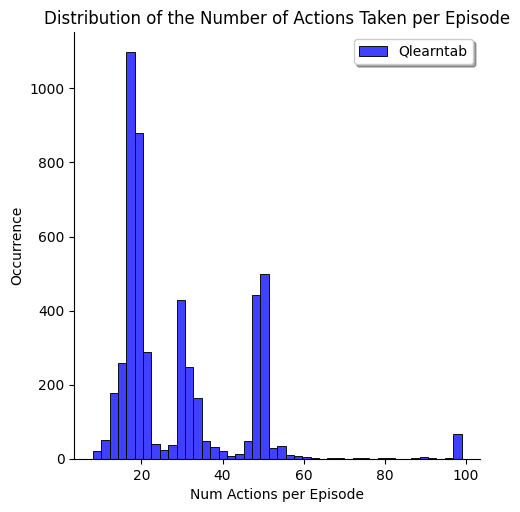 Distribution of the Number of Actions Taken per Episode
Qlearntab
1000
800
600
400
200
0
Occurrence
20
40
60
80
100
Num Actions per Episode